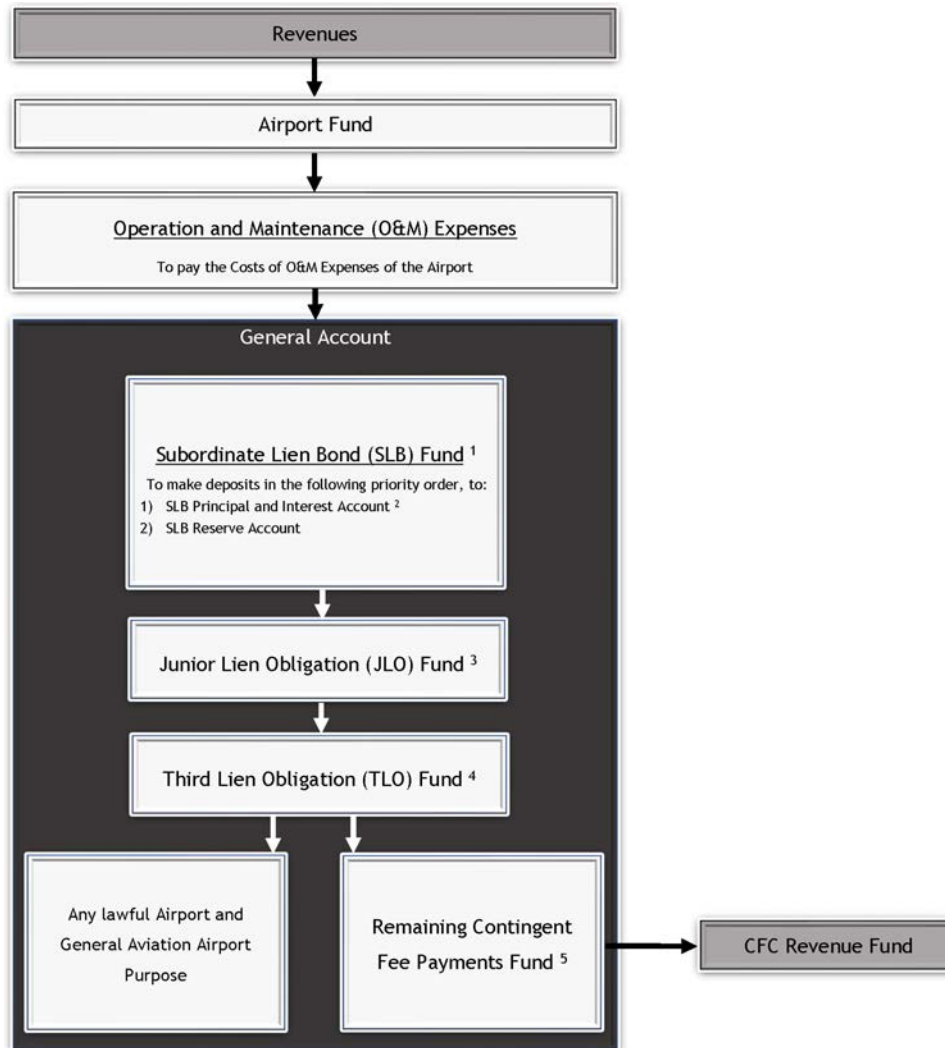 Revenues
Airport Fund
Operation and Maintenance (O&M) Expenses
To pay the Costs of O&M Expenses of the Airport
General Account
Subordinate Lien Bond (SLB) Fund 1
To make deposits in the following priority order, to:
1) SLB Principal and Interest Account 2
2) SLB Reserve Account
Junior Lien Obligation (JLO) Fund 3
Third Lien Obligation (TLO) Fund 4
Any lawful Airport and
General Aviation Airport
Purpose
Remaining Contingent
Fee Payments Fund 5
CFC Revenue Fund